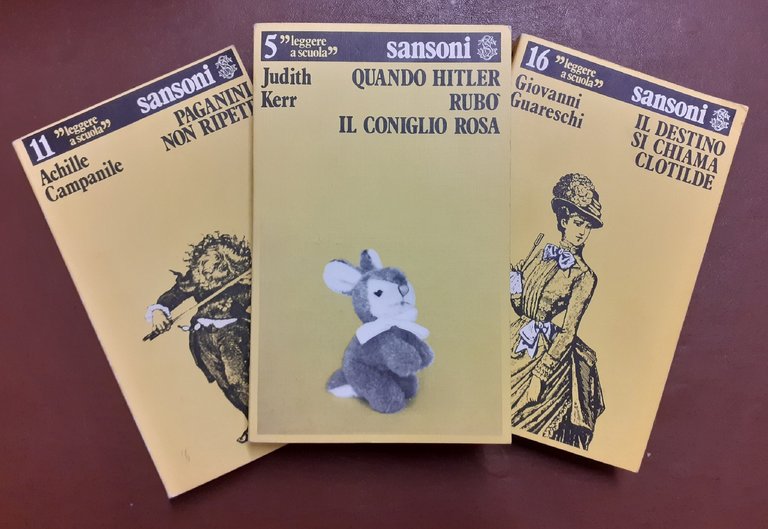 11 "leggere
a scuola" sansoni
Achille
Campanile
PAGANINI
NON RIPETE
5 "leggere
a scuola" sansoni
Judith
Kerr
QUANDO HITLER
RUBO'
IL CONIGLIO ROSA
16 "leggere
a scuola" sansoni
Giovanni
Guareschi
IL DESTINO
SI CHIAMA
CLOTILDE